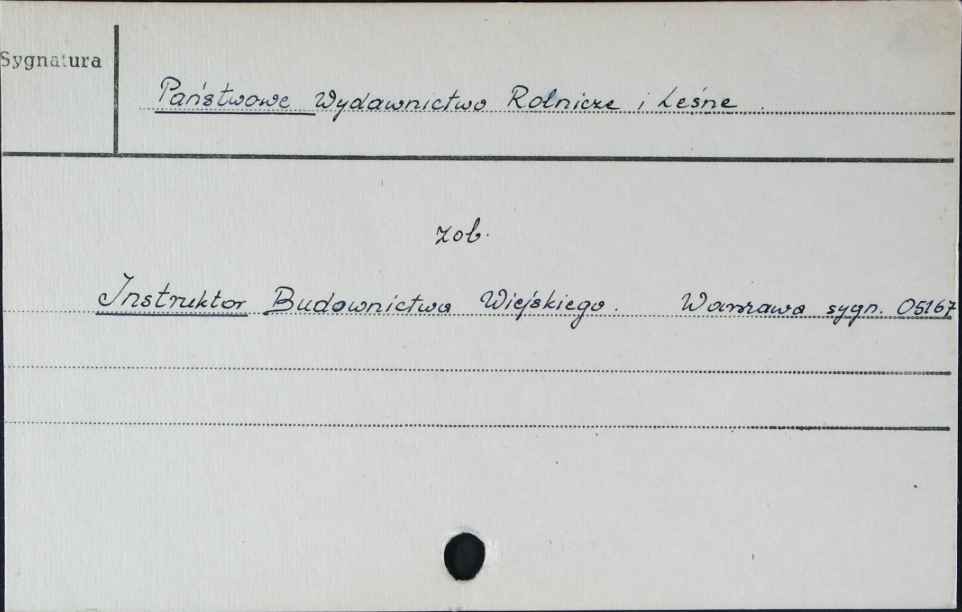 Sygnatura
Państwowe Wydawnictwo Rolnicze i Leśne.
zob.
Instruktor Budownictwa Wiejskiego. Warszawa sygn. 05167